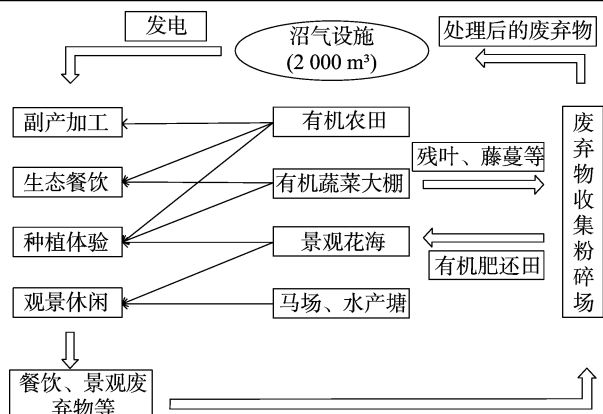 发电
沼气设施
(2 000 m³)
处理后的废弃物
副产加工
有机农田
残叶、藤蔓等
生态餐饮
有机蔬菜大棚
种植体验
景观花海
有机肥还田
观景休闲
马场、水产塘
废弃物收集粉碎场
餐饮、景观废
弃物等